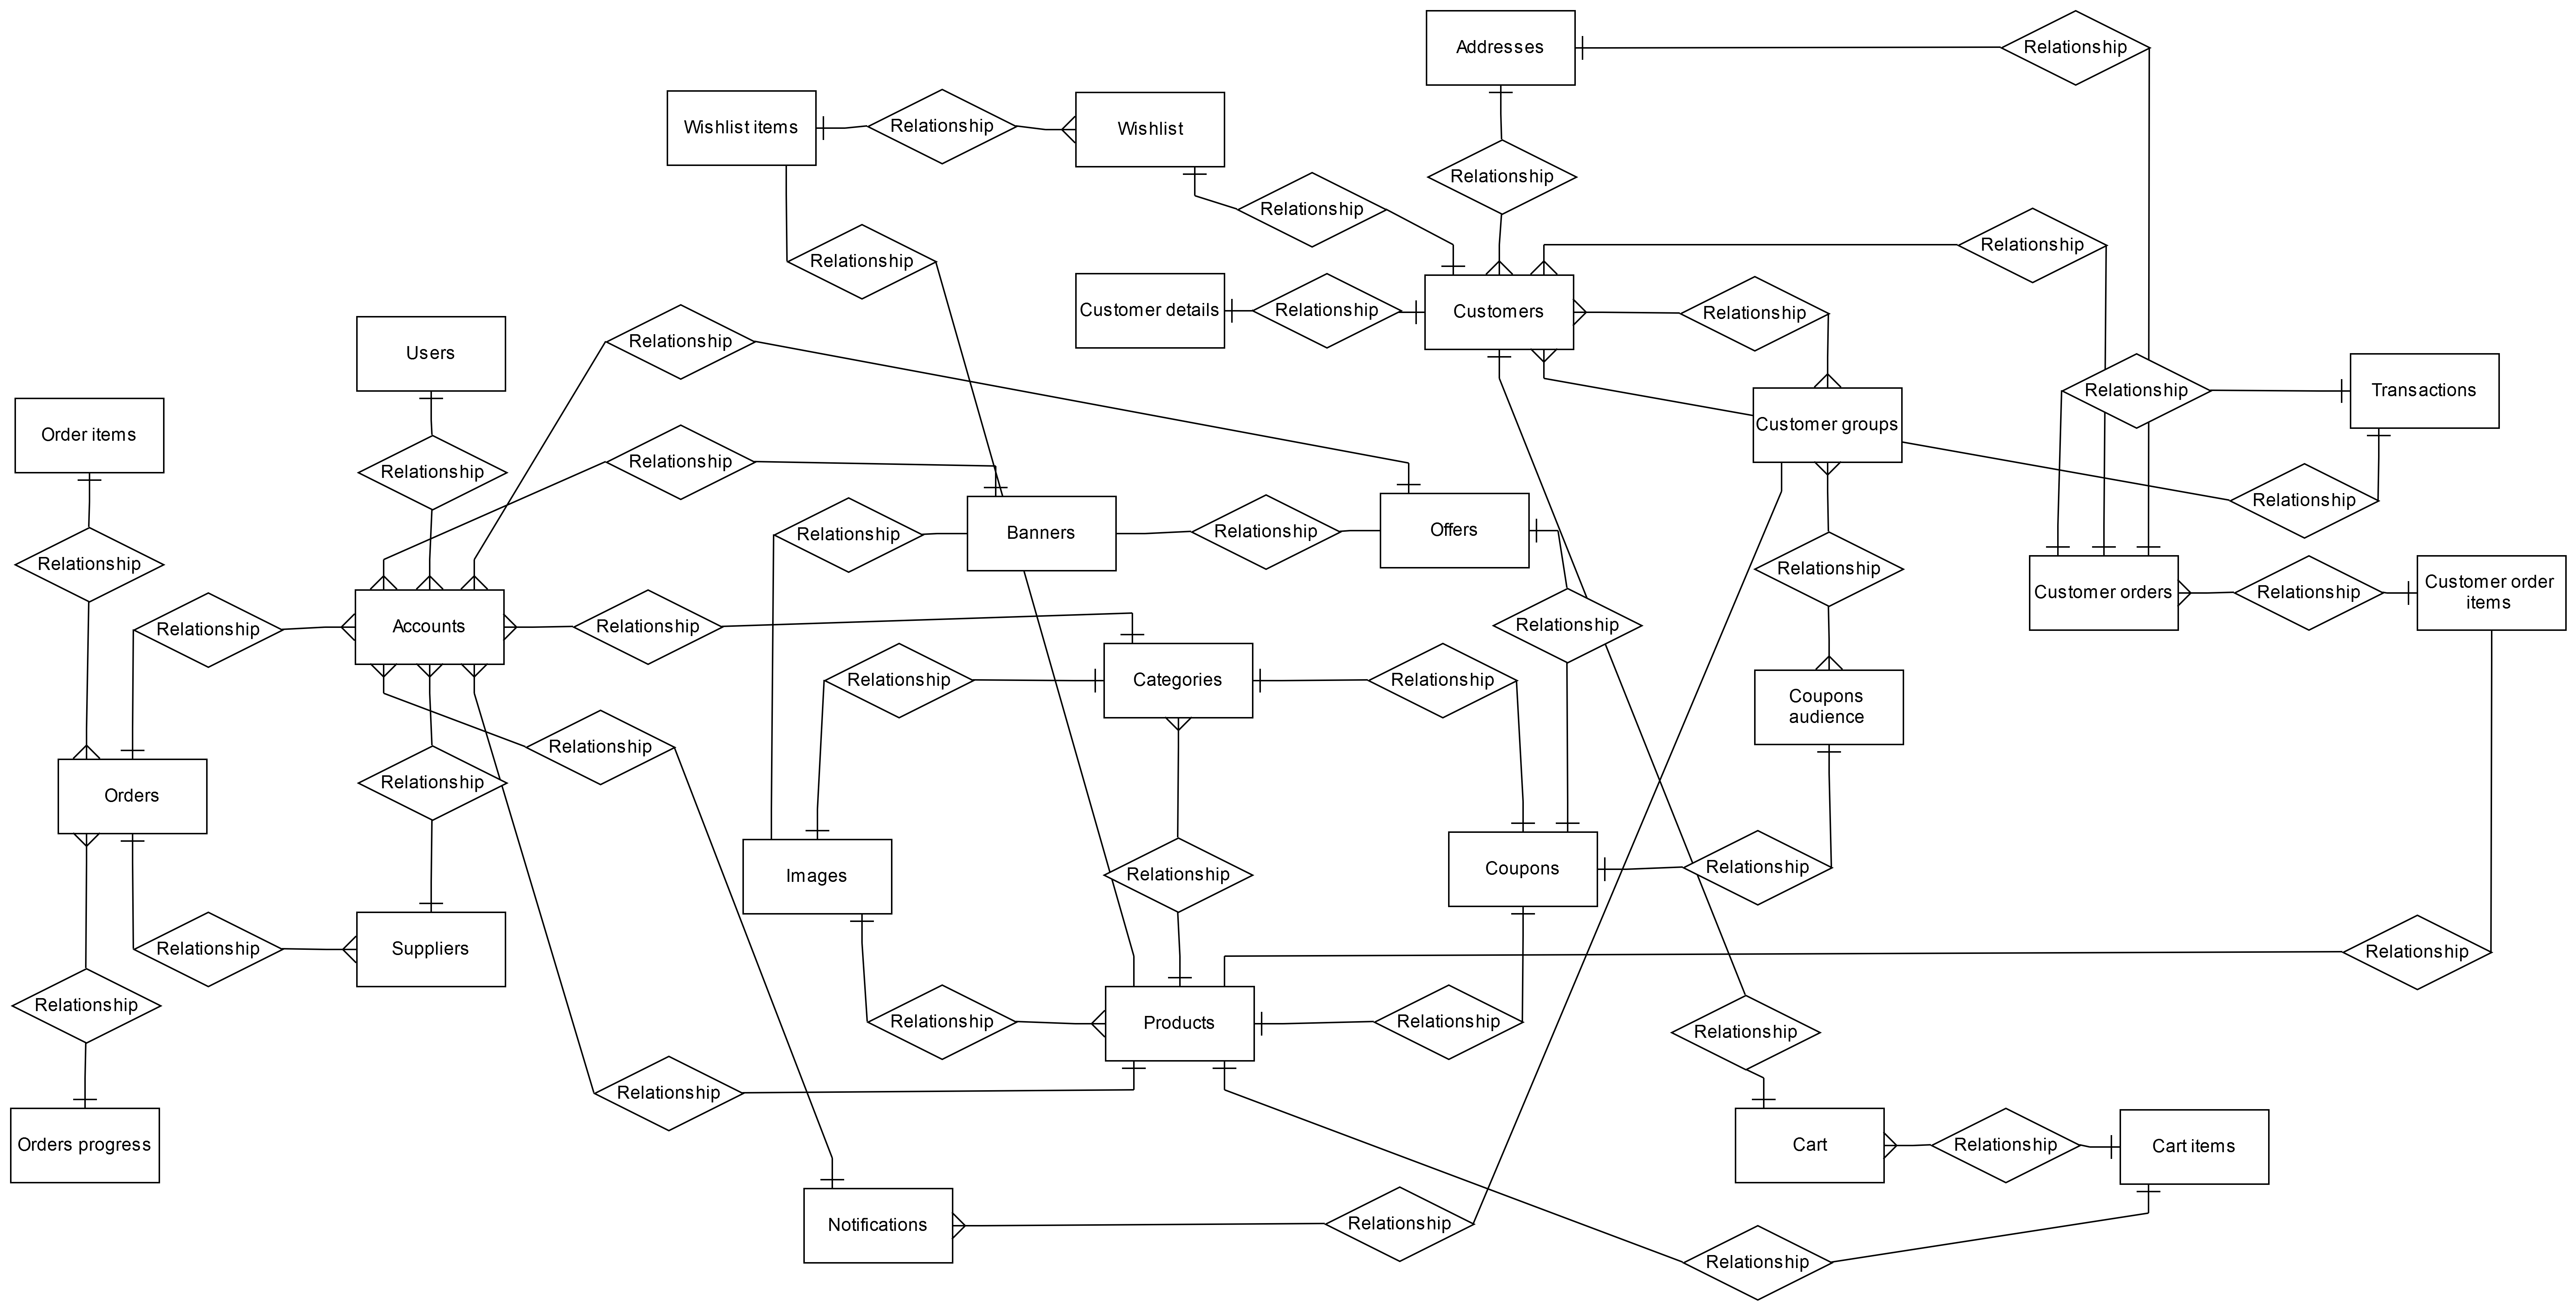 Addresses
Relationship
Wishlist items
Relationship
Wishlist
Relationship
Relationship
Relationship
Relationship
Customer details
Relationship
Customers
Relationship
Users
Relationship
Relationship
Transactions
Order items
Relationship
Relationship
Customer groups
Relationship
Banners
Relationship
Offers
Relationship
Relationship
Relationship
Relationship
Accounts
Relationship
Relationship
Customer orders
Relationship
Customer order
items
Relationship
Relationship
Categories
Relationship
Coupons
audience
Relationship
Orders
Relationship
Images
Relationship
Coupons
Relationship
Relationship
Suppliers
Relationship
Relationship
Relationship
Products
Relationship
Relationship
Relationship
Orders progress
Cart
Relationship
Cart items
Notifications
Relationship
Relationship